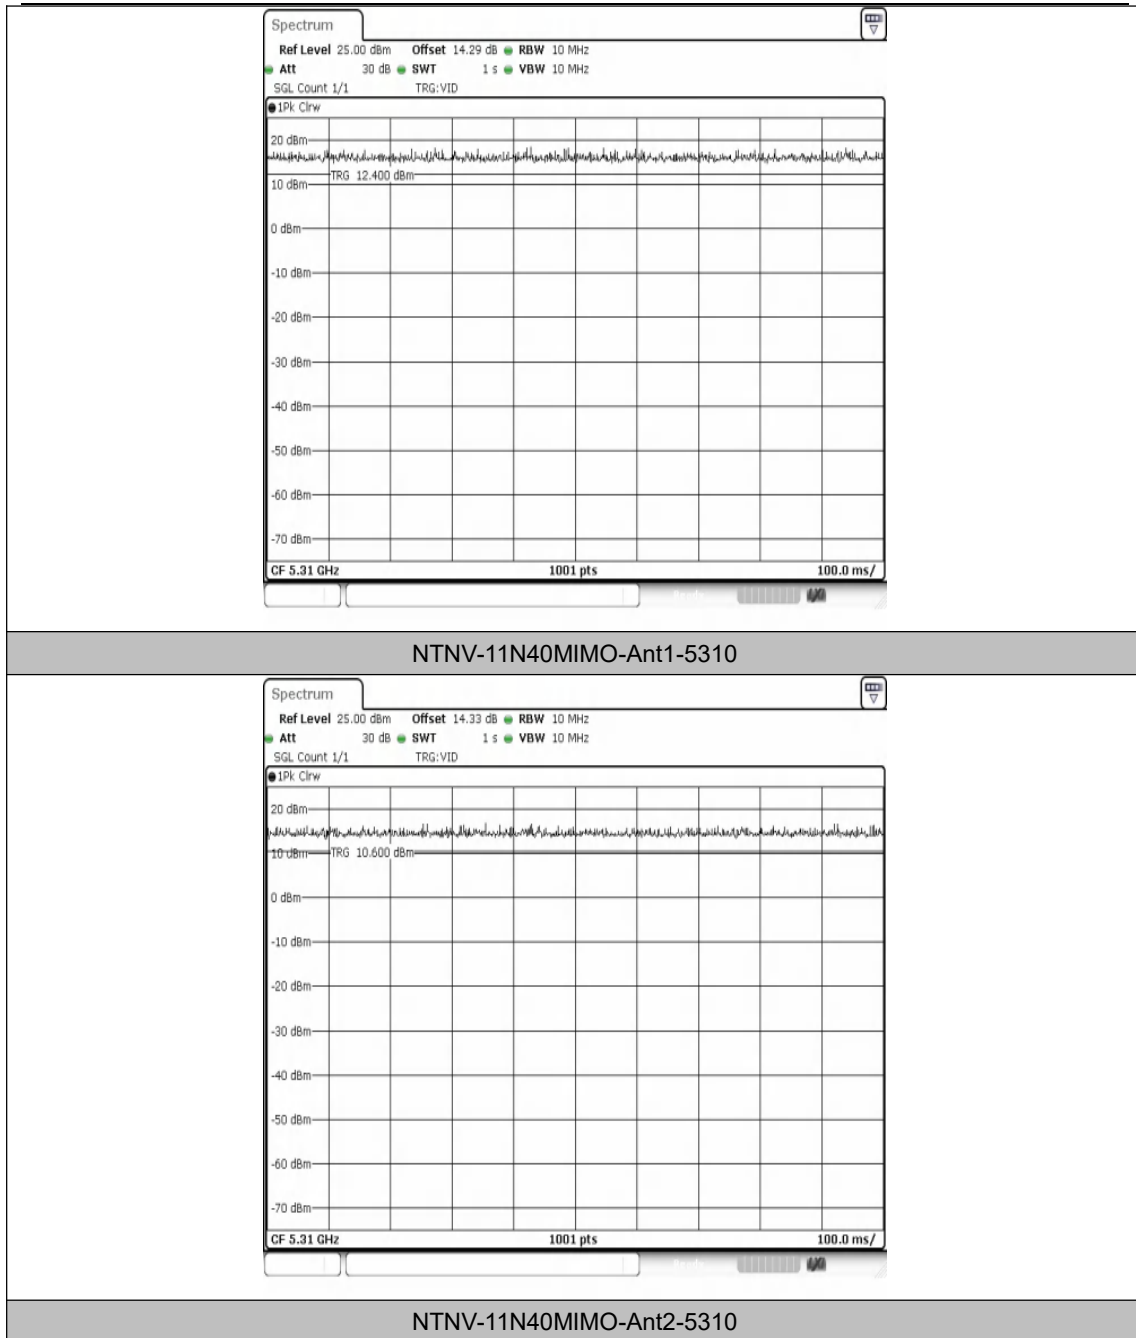 Spectrum
Ref Level 25.00 dBm Offset 14.29 dB RBW 10 MHz
Att 30 dB SWT 1 s VBW 10 MHz
SGL Count 1/1 TRG:VID
1Pk Clrw
20 dBm
TRG 12.400 dBm
10 dBm
0 dBm
-10 dBm
-20 dBm
-30 dBm
-40 dBm
-50 dBm
-60 dBm
-70 dBm
CF 5.31 GHz 1001 pts 100.0 ms/
NTNV-11N40MIMO-Ant1-5310
Spectrum
Ref Level 25.00 dBm Offset 14.33 dB RBW 10 MHz
Att 30 dB SWT 1 s VBW 10 MHz
SGL Count 1/1 TRG:VID
1Pk Clrw
20 dBm
10 dBm TRG 10.600 dBm
0 dBm
-10 dBm
-20 dBm
-30 dBm
-40 dBm
-50 dBm
-60 dBm
-70 dBm
CF 5.31 GHz 1001 pts 100.0 ms/
NTNV-11N40MIMO-Ant2-5310